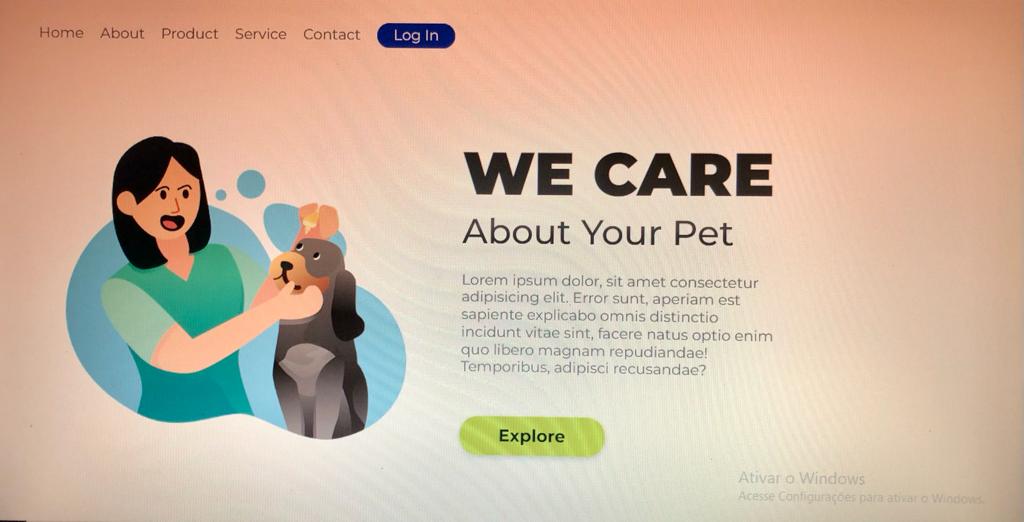 Home About Product Service Contact Log In
WE CARE
About Your Pet
Lorem ipsum dolor, sit amet consectetur
adipisicing elit. Error sunt, aperiam est
sapiente explicabo omnis distinctio
incidunt vitae sint, facere natus optio enim
quo libero magnam repudiandae!
Temporibus, adipisci recusandae?
Explore
Ativar o Windows
Acesse Configurações para ativar o Windows.